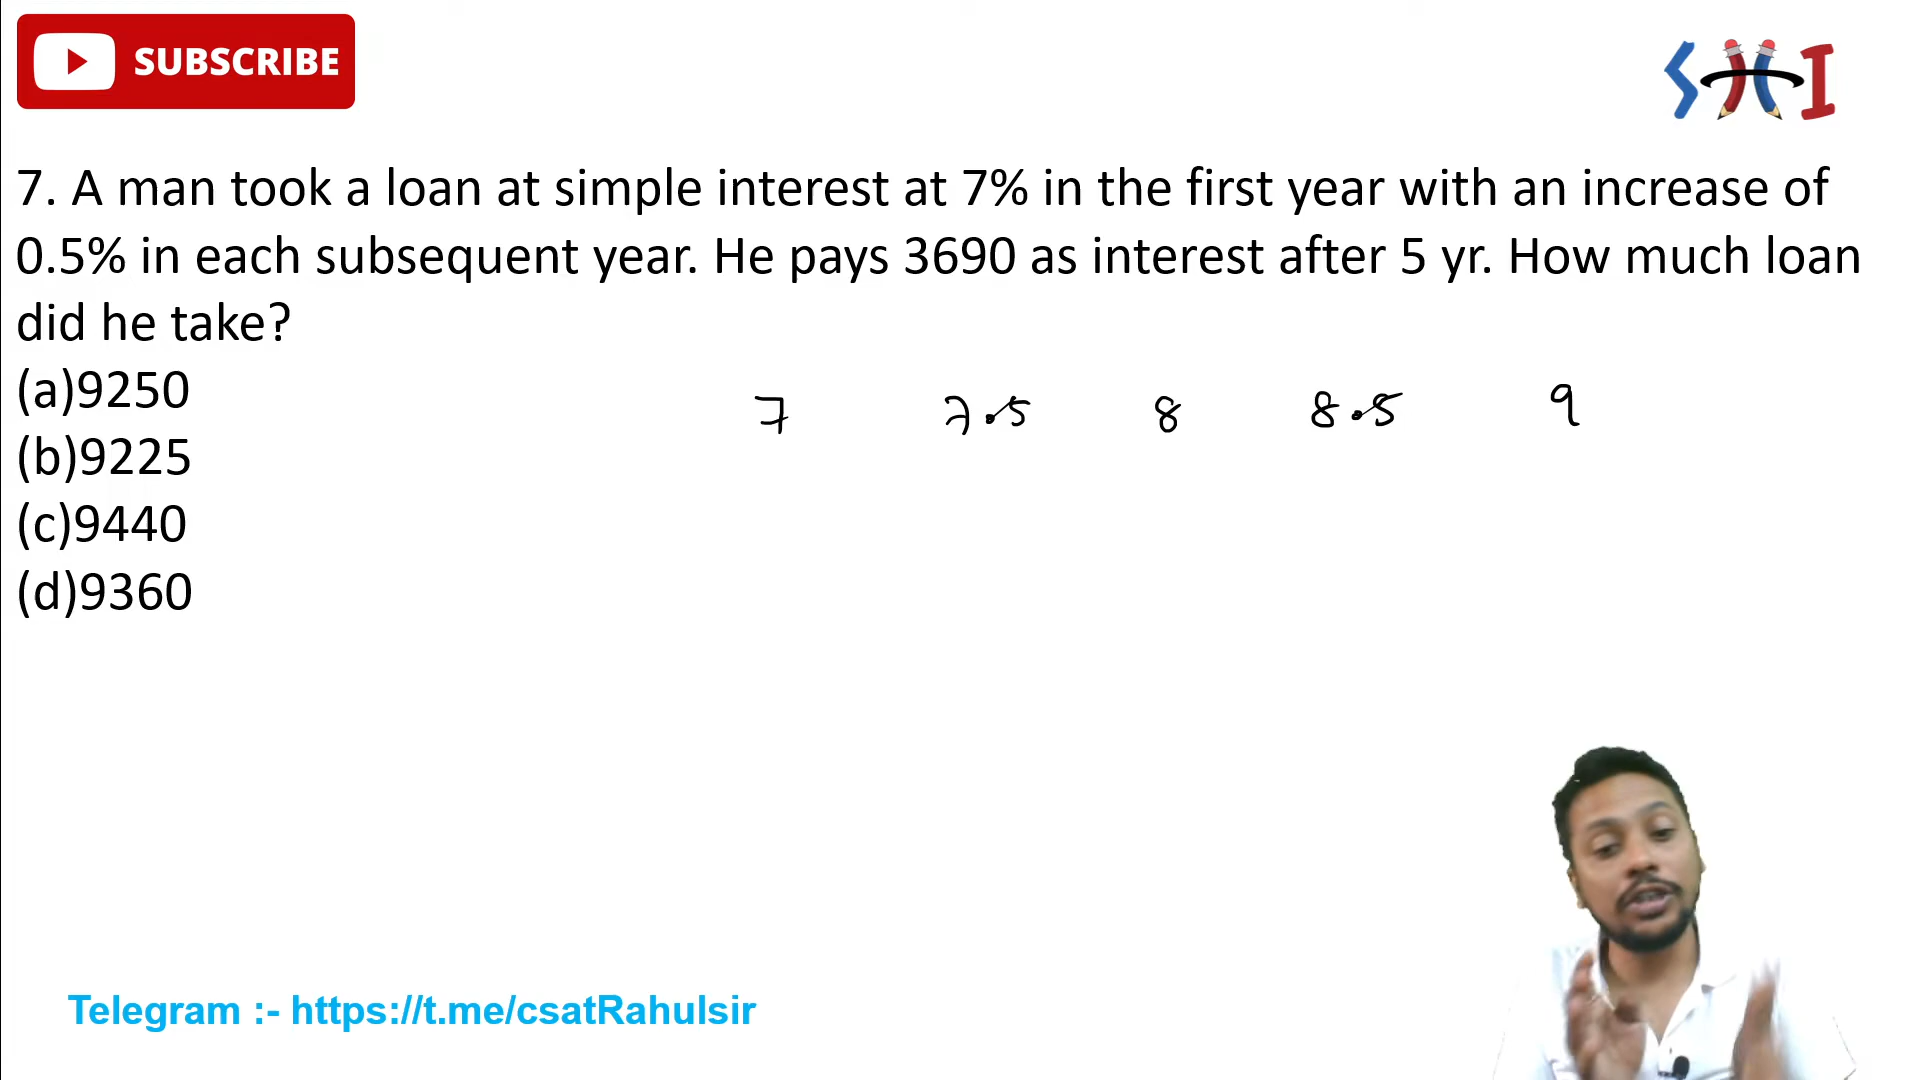 SUBSCRIBE
7. A man took a loan at simple interest at 7% in the first year with an increase of
0.5% in each subsequent year. He pays 3690 as interest after 5 yr. How much loan
did he take?
(a)9250
7 7.5 8 8.5 9
(b)9225
(c)9440
(d)9360
Telegram :- https://t.me/csatRahulsir